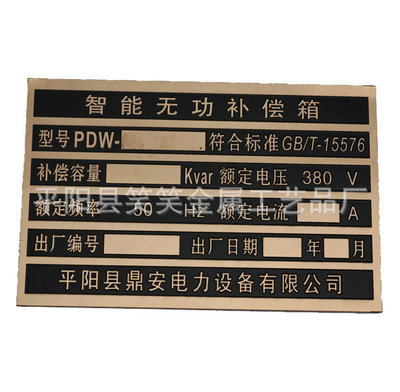 智能无功补偿箱
型号PDW- 符合标准GB/T-15576
补偿容量 Kvar 额定电压 380 V
平阳县笑笑金属工艺品厂
额定频率 50 Hz 额定电流 A
出厂编号 出厂日期 年 月
平阳县鼎安电力设备有限公司